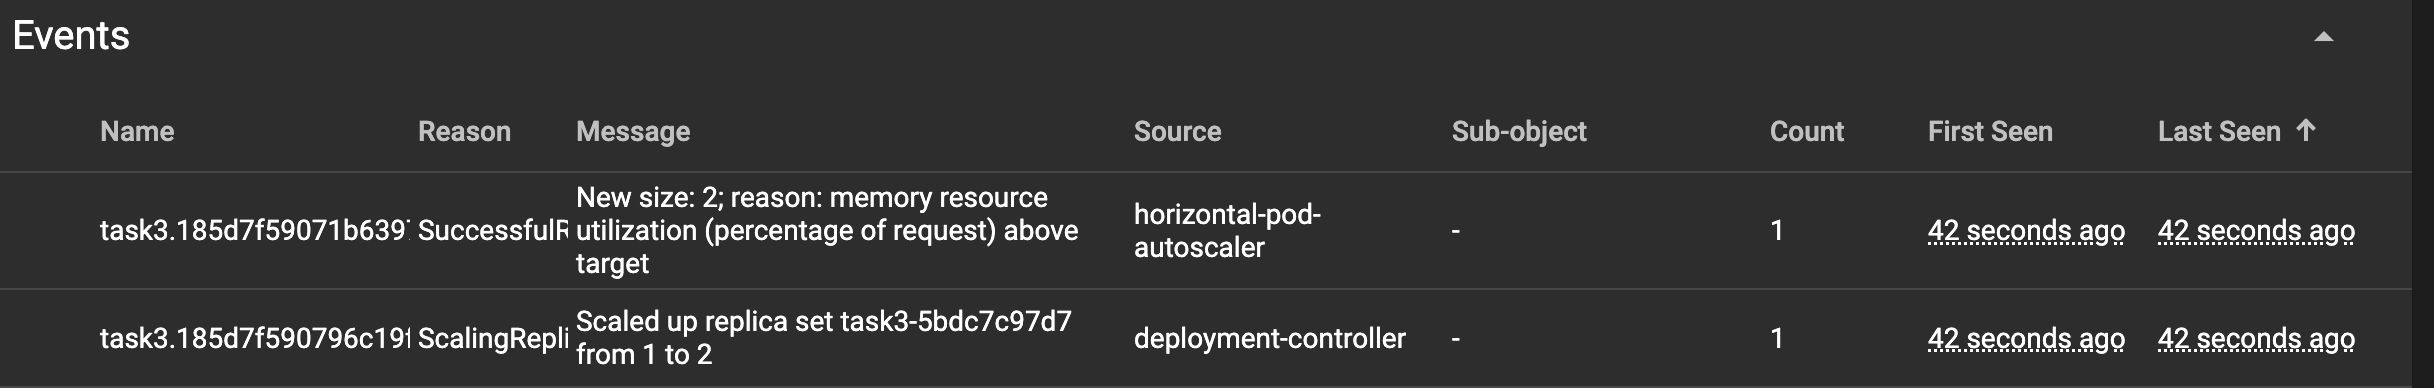 Events
Name Reason Message Source Sub-object Count First Seen Last Seen
New size: 2; reason: memory resource
utilization (percentage of request) above
target
task3.185d7f59071b639 SuccessfulR
horizontal-pod-
autoscaler
- 1 42 seconds ago 42 seconds ago
Scaled up replica set task3-5bdc7c97d7
from 1 to 2
task3.185d7f590796c19 ScalingRepli
deployment-controller - 1 42 seconds ago 42 seconds ago